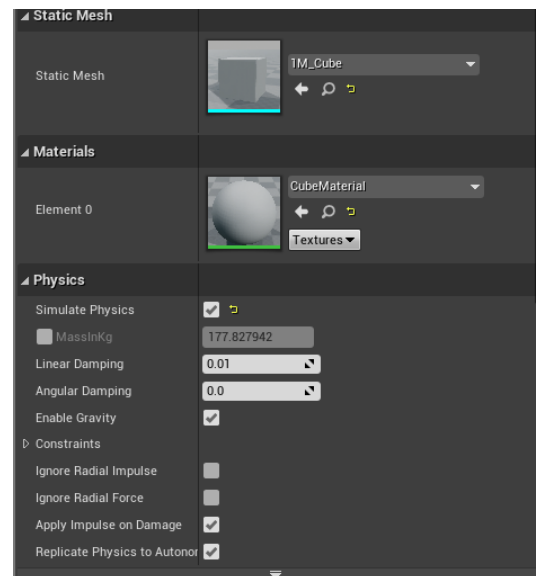 Static Mesh
Static Mesh
1M_Cube
Materials
Element 0
CubeMaterial
Textures
Physics
Simulate Physics
MassInKg 177.827942
Linear Damping 0.01
Angular Damping 0.0
Enable Gravity
Constraints
Ignore Radial Impulse
Ignore Radial Force
Apply Impulse on Damage
Replicate Physics to Autonor